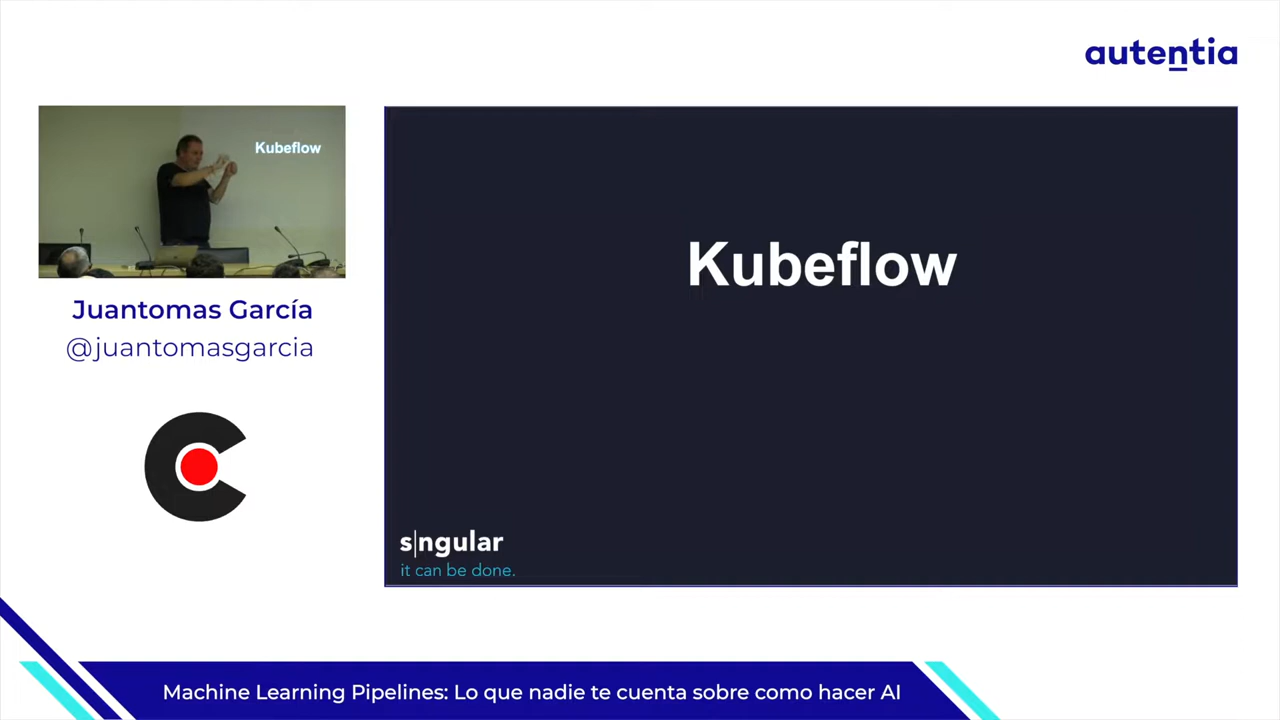 autentia
Kubeflow
Juantomas García
@juantomasgarcia
Kubeflow
s|ngular
it can be done.
Machine Learning Pipelines: Lo que nadie te cuenta sobre como hacer AI